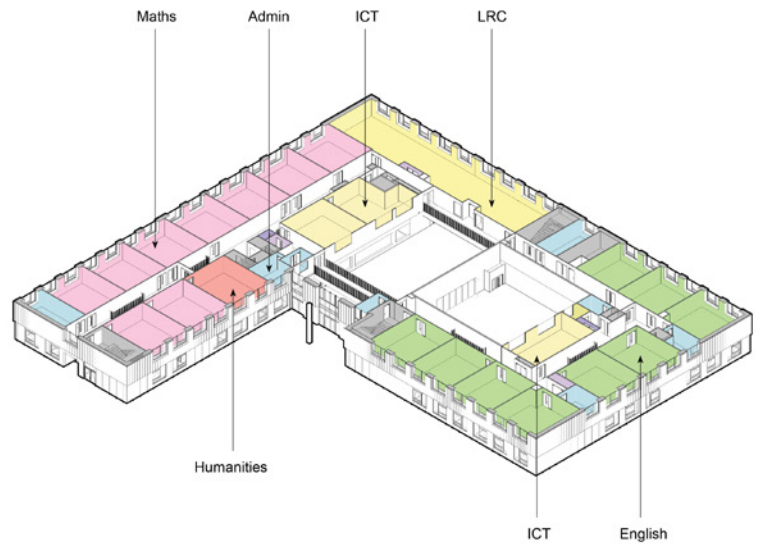 Maths
Admin
ICT
LRC
Humanities
ICT
English